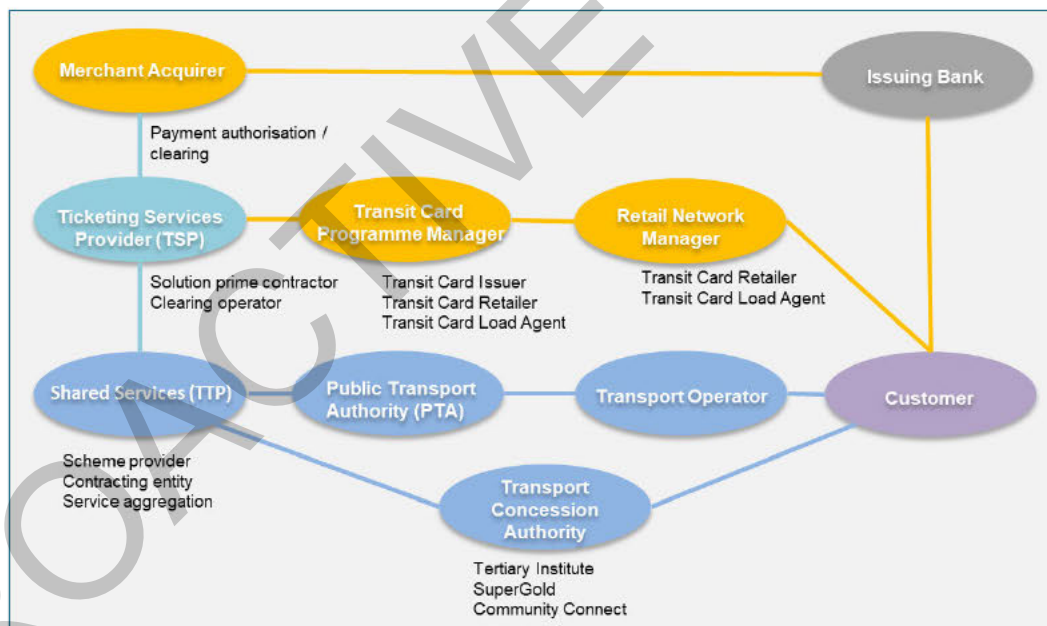 Merchant Acquirer
Issuing Bank
Payment authorisation /
clearing
Ticketing Services
Provider (TSP)
Transit Card
Programme Manager
Retail Network
Manager
Solution prime contractor
Clearing operator
Transit Card Issuer
Transit Card Retailer
Transit Card Load Agent
Transit Card Retailer
Transit Card Load Agent
Shared Services (TTP)
Public Transport
Authority (PTA)
Transport Operator
Customer
Scheme provider
Contracting entity
Service aggregation
Transport
Concession
Authority
Tertiary Institute
SuperGold
Community Connect
OACTIVE